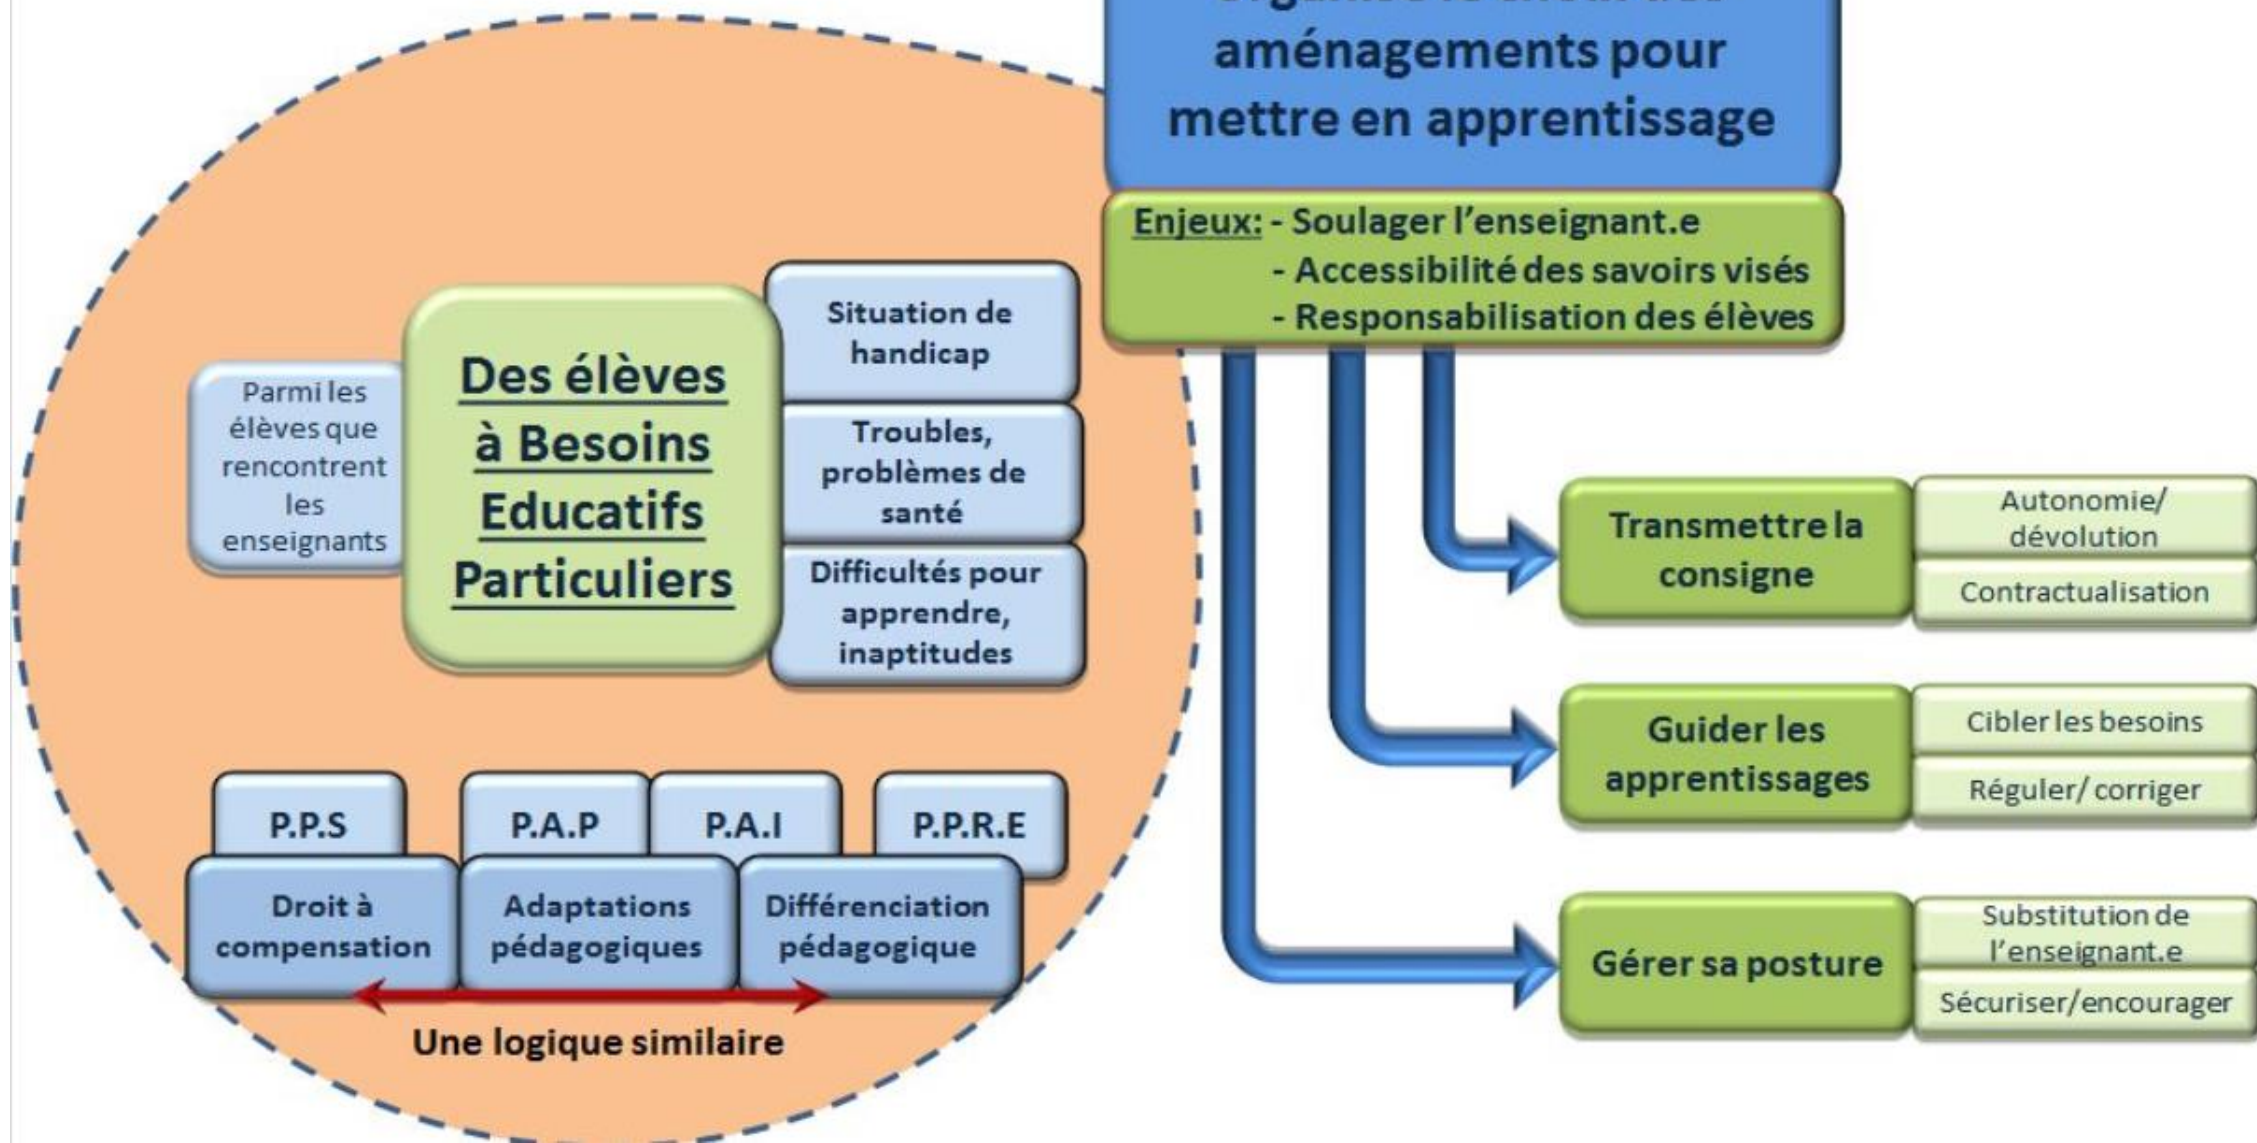 aménagements pour
mettre en apprentissage
Enjeux: - Soulager l'enseignant.e
- Accessibilité des savoirs visés
- Responsabilisation des élèves
Parmi les
élèves que
rencontrent
les
enseignants
Des élèves
à Besoins
Educatifs
Particuliers
Situation de
handicap
Troubles,
problèmes de
santé
Difficultés pour
apprendre,
inaptitudes
P.P.S
P.A.P
P.A.I
P.P.R.E
Droit à
compensation
Adaptations
pédagogiques
Différenciation
pédagogique
Une logique similaire
Transmettre la
consigne
Autonomie/
dévolution
Contractualisation
Guider les
apprentissages
Cibler les besoins
Réguler/ corriger
Gérer sa posture
Substitution de
l'enseignant.e
Sécuriser/encourager